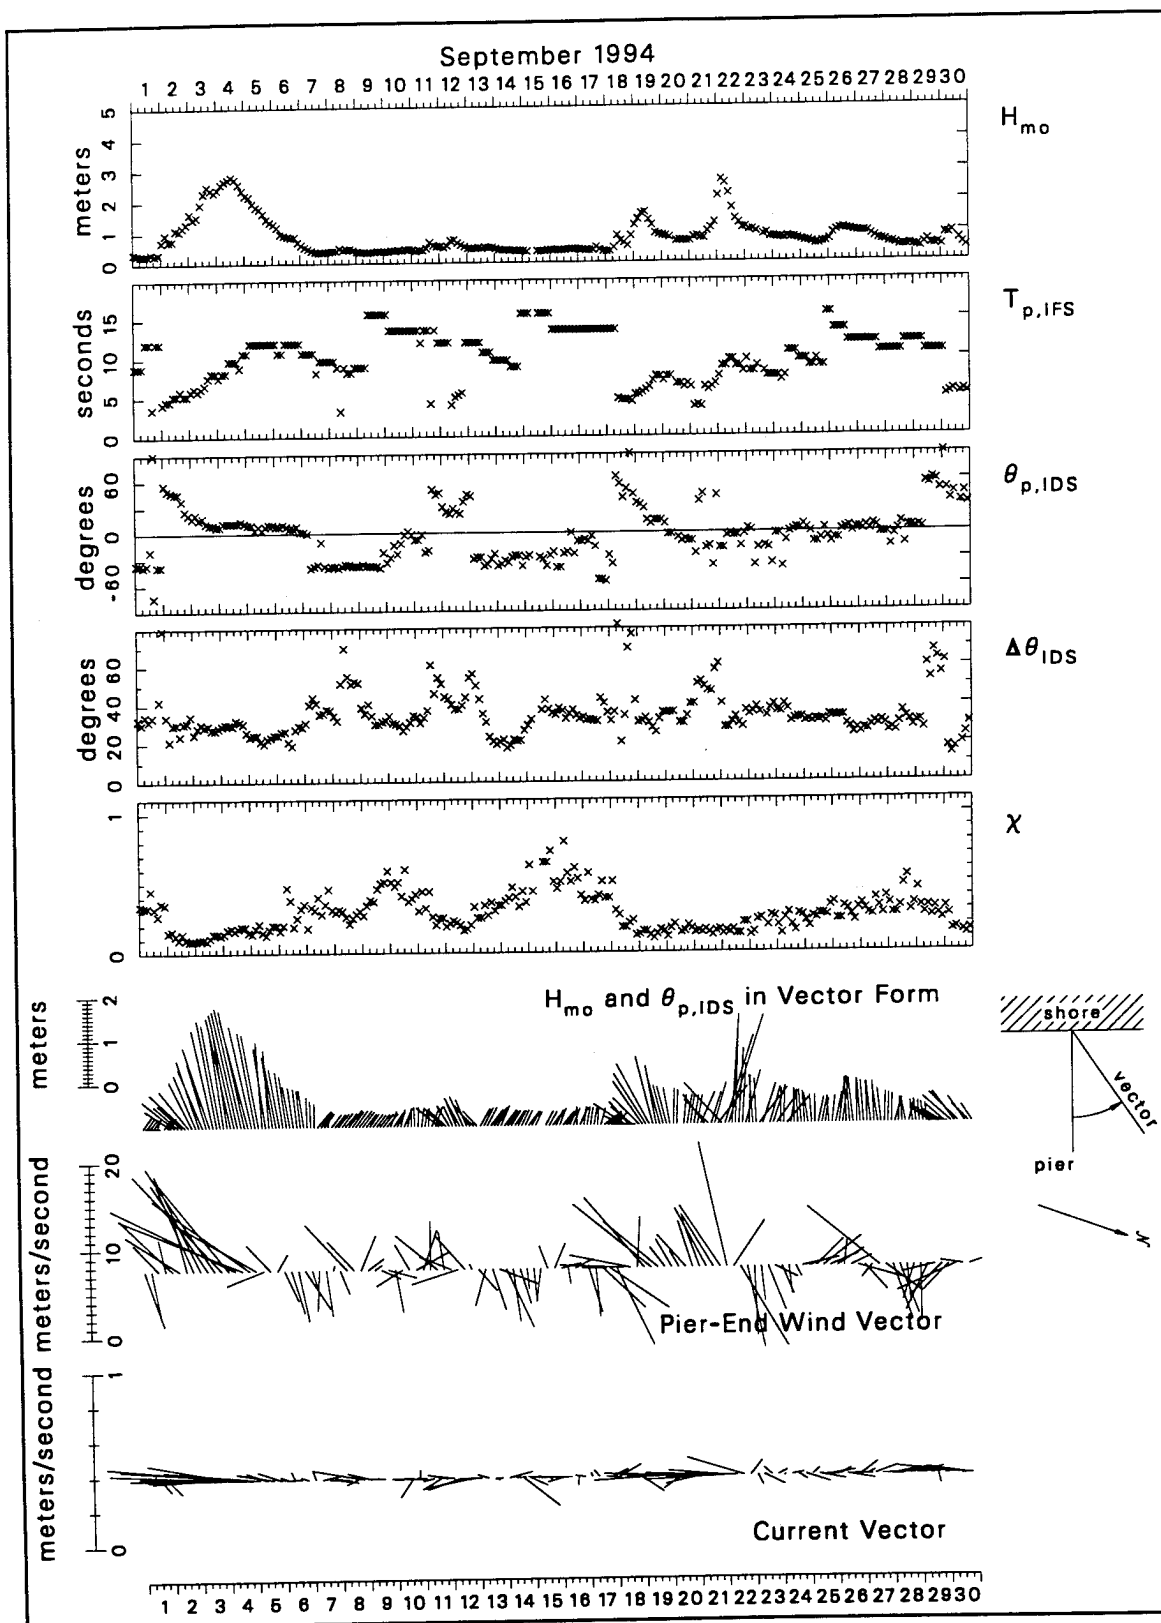 September 1994
1 2 3 4 5 6 7 8 9 10 11 12 13 14 15 16 17 18 19 20 21 22 23 24 25 26 27 28 29 30
meters
5
4
3
2
1
0
H mo
seconds
15
10
5
0
T p,IFS
degrees
60
0
-60
θ p,IDS
degrees
60
40
20
0
Δθ IDS
1
0
χ
H mo and θ p,IDS in Vector Form
meters
2
1
0
shore
vector
pier
N
meters/second
20
10
0
Pier-End Wind Vector
meters/second
1
0
Current Vector
1 2 3 4 5 6 7 8 9 10 11 12 13 14 15 16 17 18 19 20 21 22 23 24 25 26 27 28 29 30